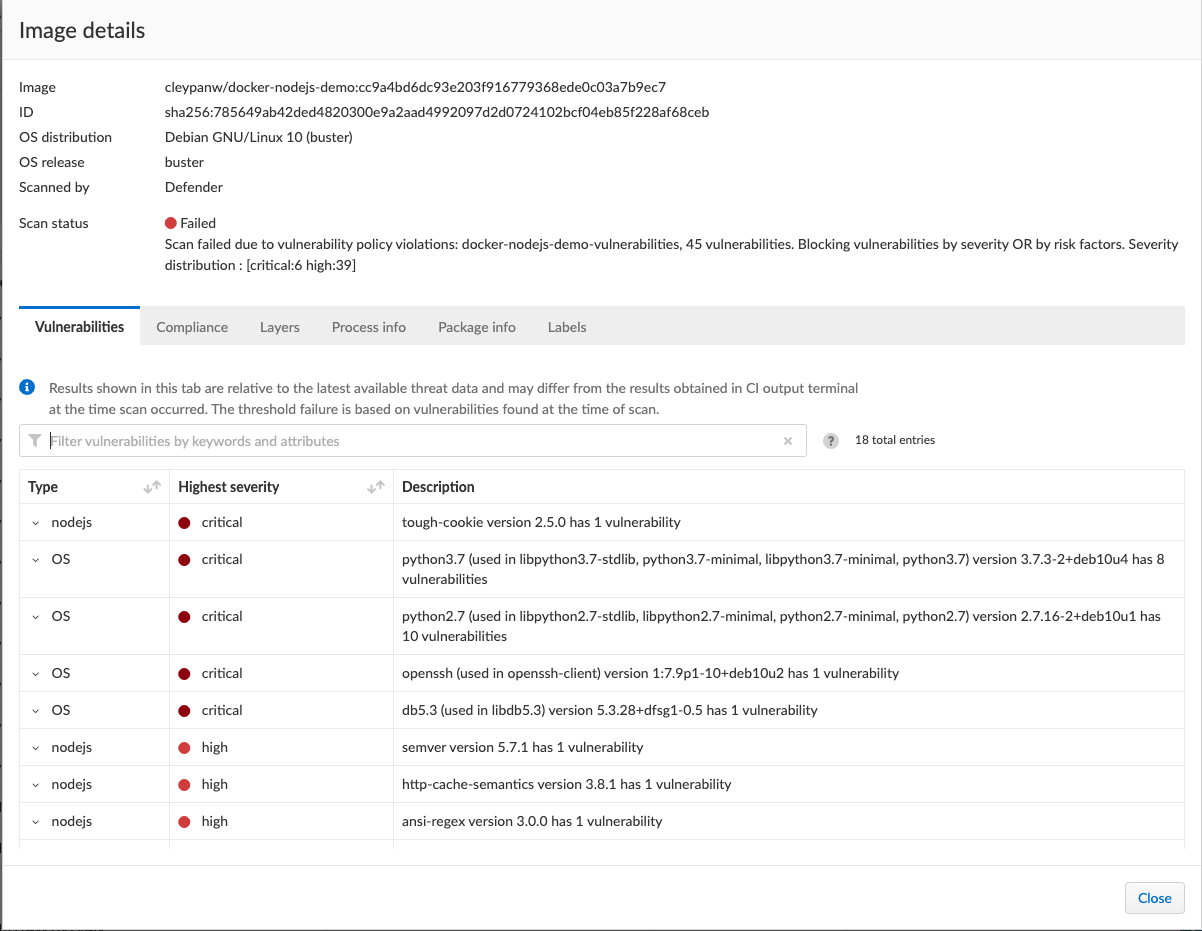 Image details
Image cleypanw/docker-nodejs-demo:cc9a4bd6dc93e203f916779368ede0c03a7b9ec7
ID sha256:785649ab42ded4820300e9a2aad4992097d2d0724102bcf04eb85f228af68ceb
OS distribution Debian GNU/Linux 10 (buster)
OS release buster
Scanned by Defender
Scan status Failed
Scan failed due to vulnerability policy violations: docker-nodejs-demo-vulnerabilities, 45 vulnerabilities. Blocking vulnerabilities by severity OR by risk factors. Severity
distribution : [critical:6 high:39]
Vulnerabilities Compliance Layers Process info Package info Labels
Results shown in this tab are relative to the latest available threat data and may differ from the results obtained in CI output terminal
at the time scan occurred. The threshold failure is based on vulnerabilities found at the time of scan.
Filter vulnerabilities by keywords and attributes 18 total entries
Type Highest severity Description
nodejs critical tough-cookie version 2.5.0 has 1 vulnerability
OS critical python3.7 (used in libpython3.7-stdlib, python3.7-minimal, libpython3.7-minimal, python3.7) version 3.7.3-2+deb10u4 has 8
vulnerabilities
OS critical python2.7 (used in libpython2.7-stdlib, libpython2.7-minimal, python2.7-minimal, python2.7) version 2.7.16-2+deb10u1 has
10 vulnerabilities
OS critical openssh (used in openssh-client) version 1:7.9p1-10+deb10u2 has 1 vulnerability
OS critical db5.3 (used in libdb5.3) version 5.3.28+dfsg1-0.5 has 1 vulnerability
nodejs high semver version 5.7.1 has 1 vulnerability
nodejs high http-cache-semantics version 3.8.1 has 1 vulnerability
nodejs high ansi-regex version 3.0.0 has 1 vulnerability
Close